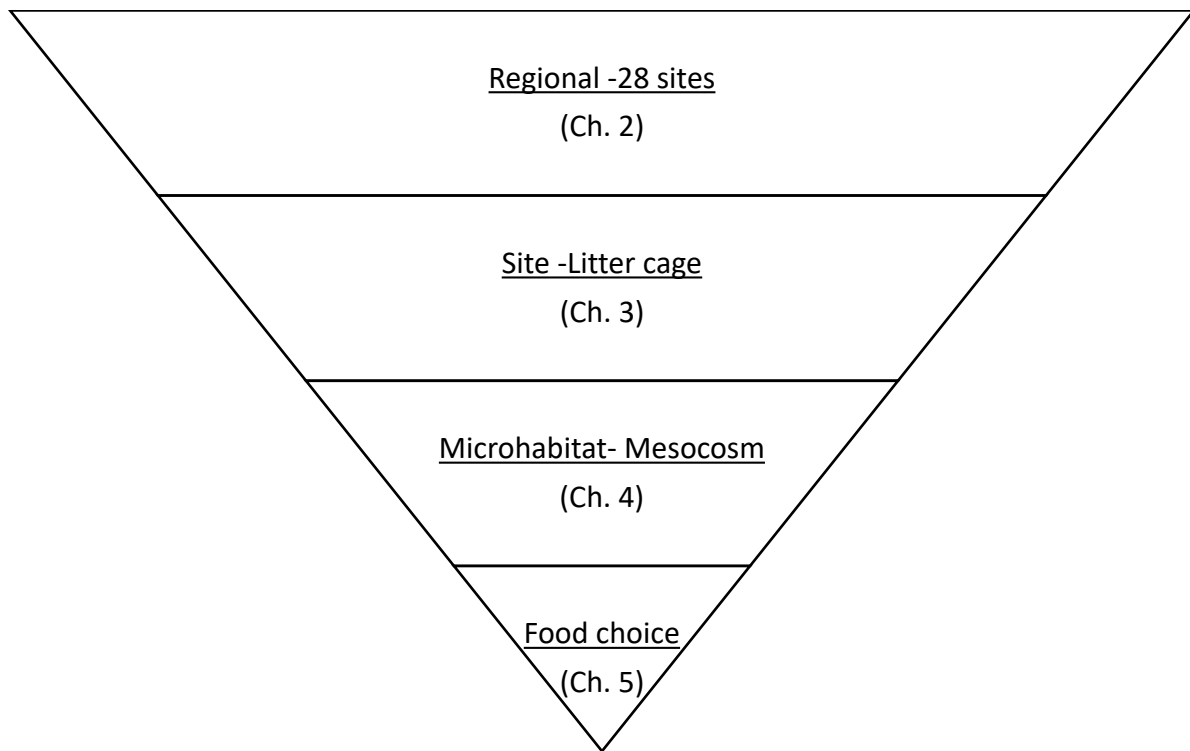 Regional -28 sites
(Ch. 2)
Site -Litter cage
(Ch. 3)
Microhabitat- Mesocosm
(Ch. 4)
Food choice
(Ch. 5)